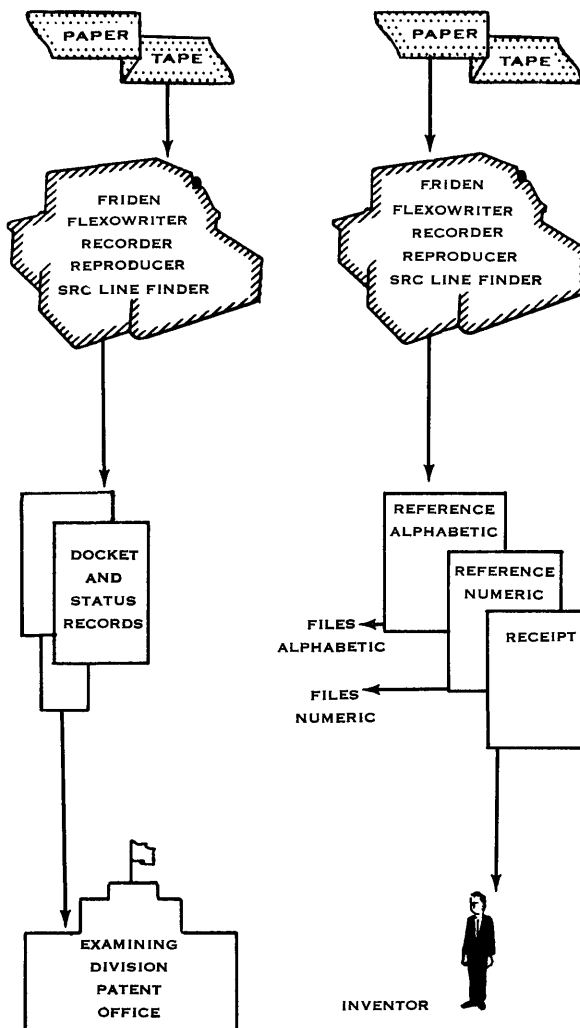 PAPER
TAPE
FRIDEN
FLEXOWRITER
RECORDER
REPRODUCER
SRC LINE FINDER
DOCKET
AND
STATUS
RECORDS
EXAMINING
DIVISION
PATENT
OFFICE
PAPER
TAPE
FRIDEN
FLEXOWRITER
RECORDER
REPRODUCER
SRC LINE FINDER
REFERENCE
ALPHABETIC
REFERENCE
NUMERIC
RECEIPT
FILES
ALPHABETIC
FILES
NUMERIC
INVENTOR